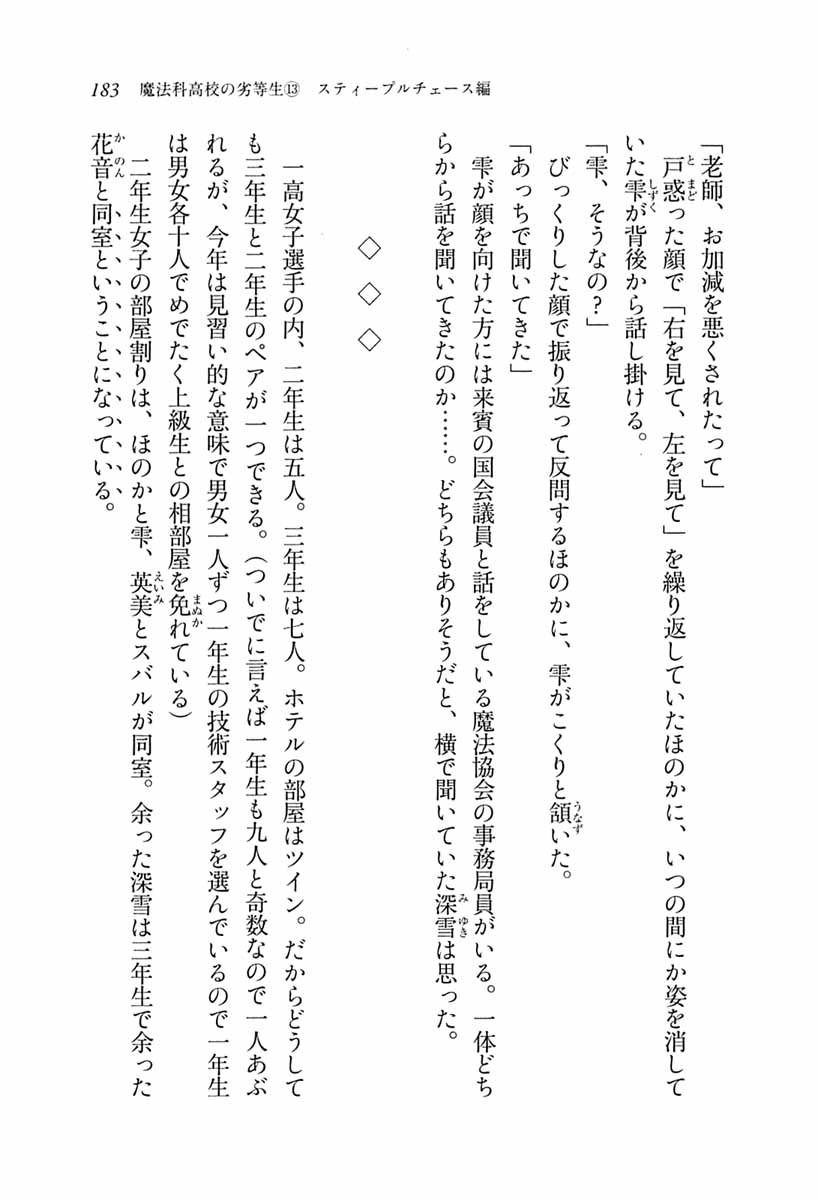 183 魔法科高校の劣等生⑬ スティープルチェース編
「老師、お加減を悪くされたって」
戸惑った顔で「右を見て、左を見て」を繰り返していたほのかに、いつの間にか姿を消して
いた雫が背後から話し掛ける。
「雫、そうなの？」
びっくりした顔で振り返って反問するほのかに、雫がこくりと頷いた。
「あっちで聞いてきた」
雫が顔を向けた方には来賓の国会議員と話をしている魔法協会の事務局員がいる。一体どち
らから話を聞いてきたのか……。どちらもありそうだと、横で聞いていた深雪は思った。
◇ ◇ ◇
一高女子選手の内、二年生は五人。三年生は七人。ホテルの部屋はツイン。だからどうして
も三年生と二年生のペアが一つできる。（ついでに言えば一年生も九人と奇数なので一人あぶ
れるが、今年は見習い的な意味で男女一人ずつ一年生の技術スタッフを選んでいるので一年生
は男女各十人でめでたく上級生との相部屋を免れている）
二年生女子の部屋割りは、ほのかと雫、英美とスバルが同室。余った深雪は三年生で余った
花音と同室ということになっている。